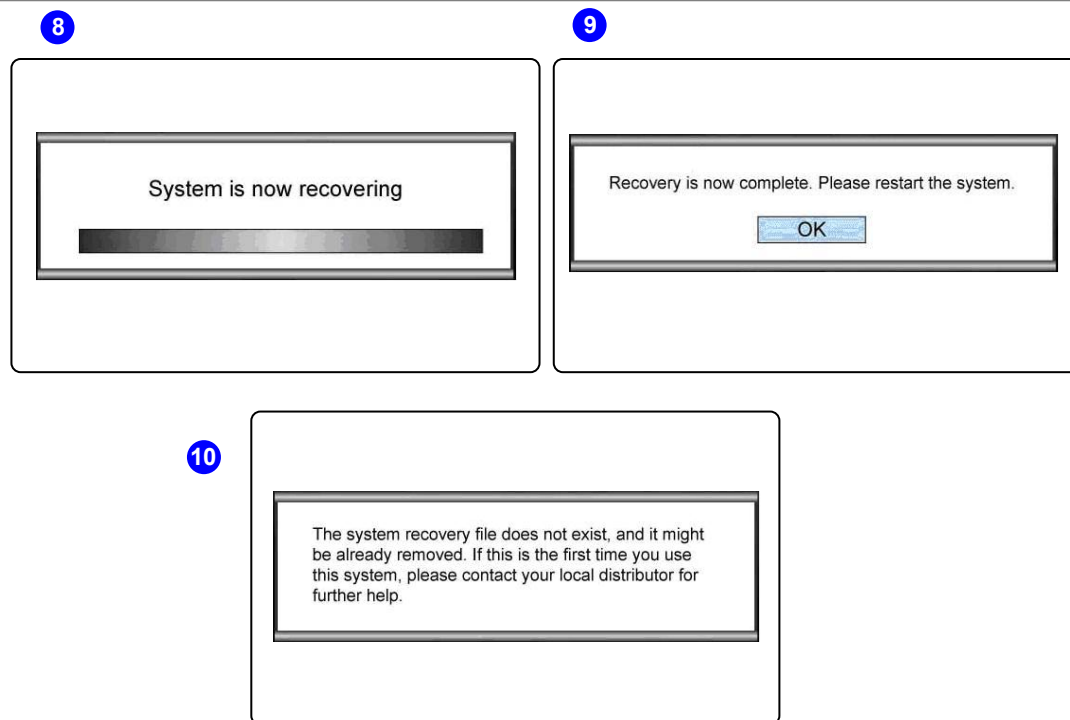 8
9
System is now recovering
Recovery is now complete. Please restart the system.
OK
10
The system recovery file does not exist, and it might
be already removed. If this is the first time you use
this system, please contact your local distributor for
further help.